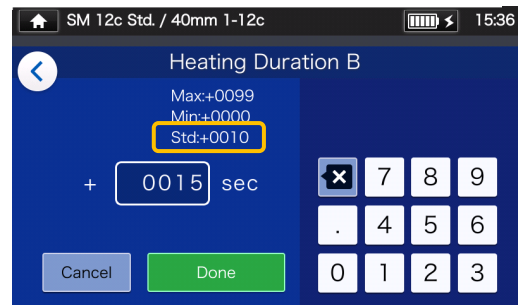 SM 12c Std. / 40mm 1-12c 15:36
Heating Duration B
Max:+0099
Min:+0000
Std:+0010
+ 0015 sec
7 8 9
. 4 5 6
0 1 2 3
Cancel Done